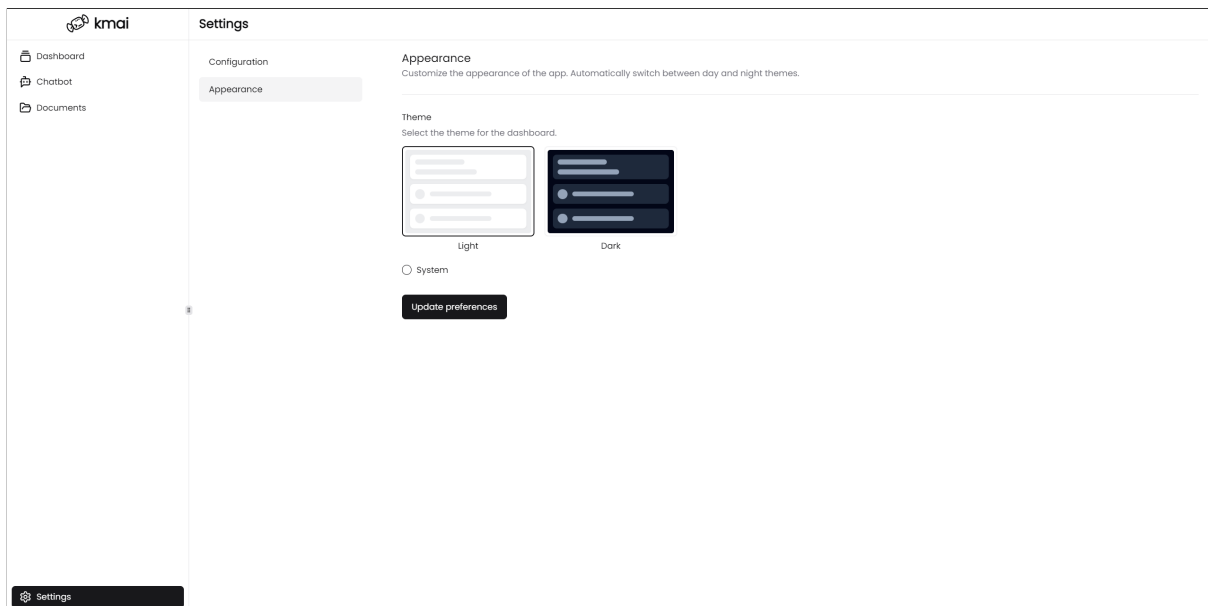 kmai
Settings
Dashboard
Chatbot
Documents
Configuration
Appearance
Appearance
Customize the appearance of the app. Automatically switch between day and night themes.
Theme
Select the theme for the dashboard.
Light
Dark
System
Update preferences
Settings